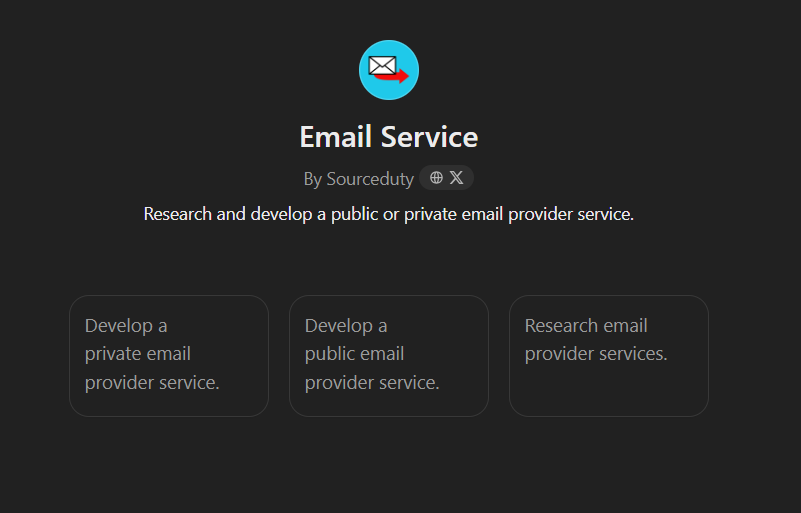 Email Service
By Sourceduty
Research and develop a public or private email provider service.
Develop a
private email
provider service.
Develop a
public email
provider service.
Research email
provider services.